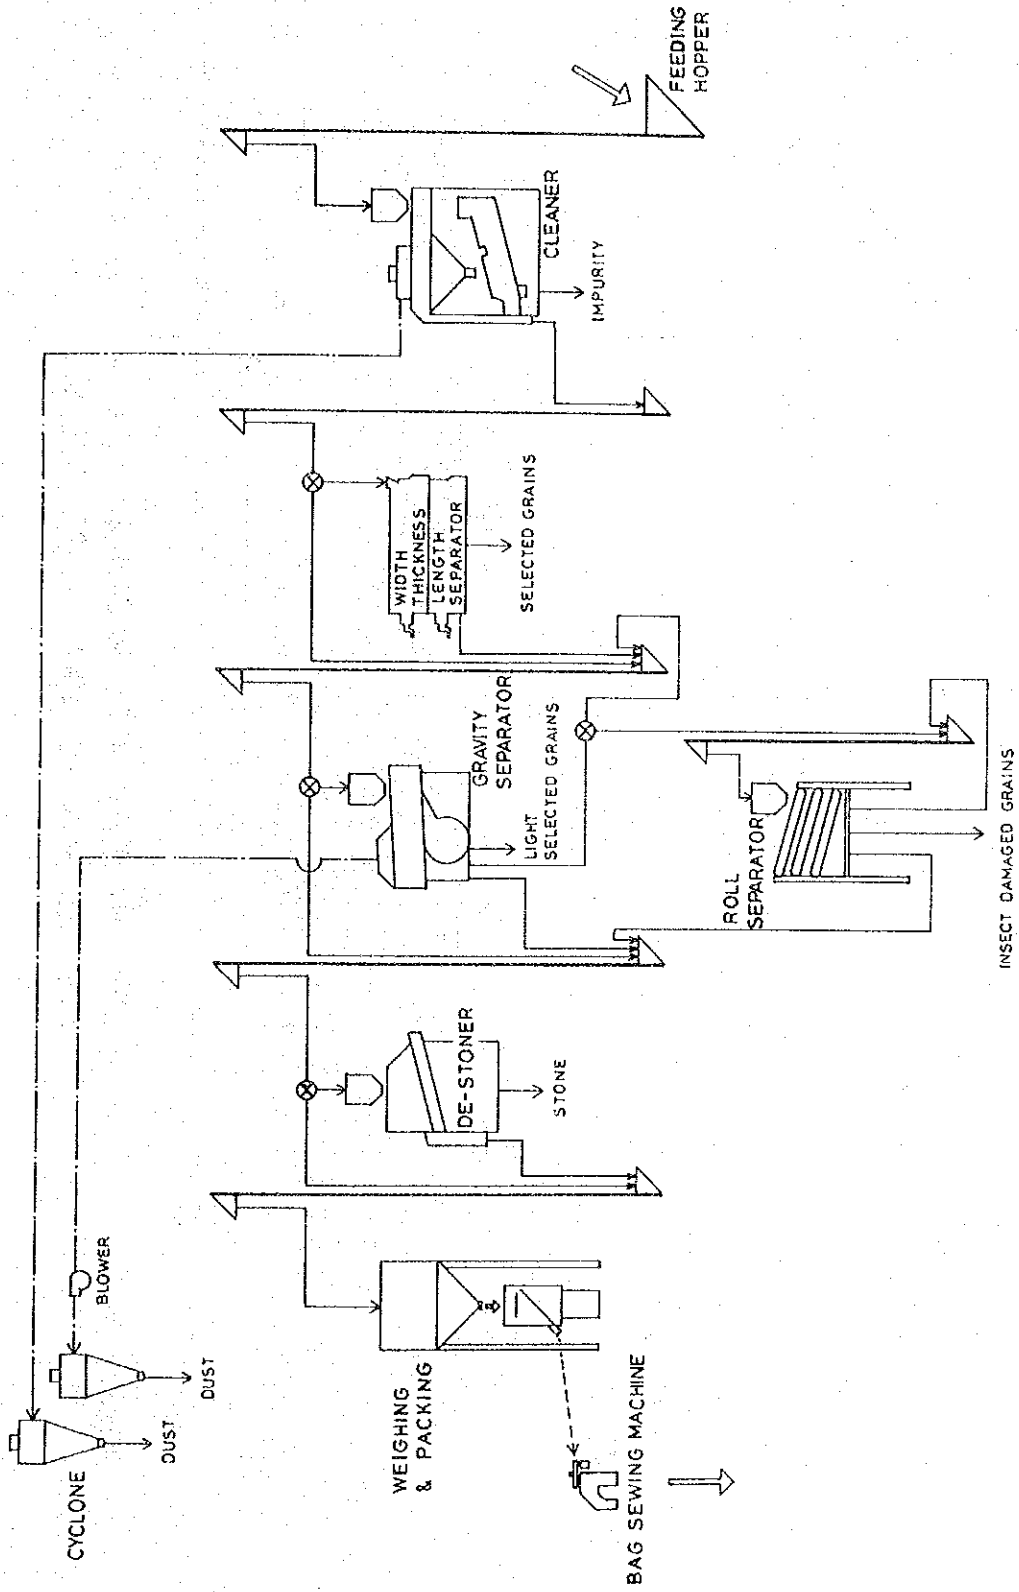 FEEDING
HOPPER
CLEANER
IMPURITY
WIDTH
THICKNESS
LENGTH
SEPARATOR
SELECTED GRAINS
GRAVITY
SEPARATOR
LIGHT
SELECTED GRAINS
ROLL
SEPARATOR
INSECT DAMAGED GRAINS
DE-STONER
STONE
BLOWER
DUST
DUST
CYCLONE
WEIGHING
& PACKING
BAG SEWING MACHINE